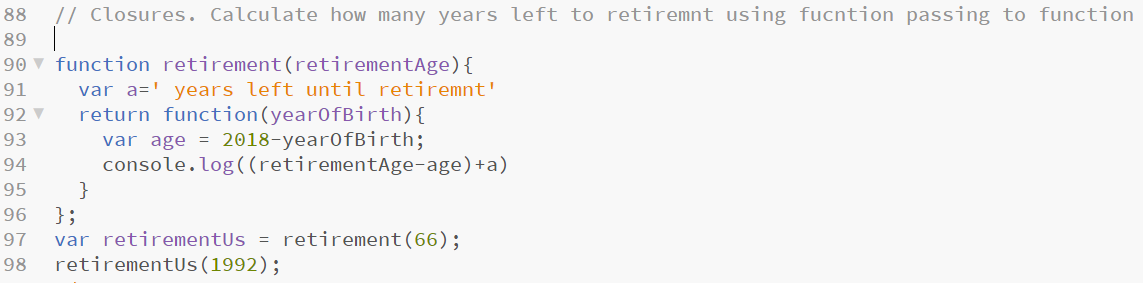 88 // Closures. Calculate how many years left to retiremnt using fucntion passing to function
89
90 function retirement(retirementAge){
91 var a=' years left until retiremnt'
92 return function(yearOfBirth){
93 var age = 2018-yearOfBirth;
94 console.log((retirementAge-age)+a)
95 }
96 };
97 var retirementUs = retirement(66);
98 retirementUs(1992);